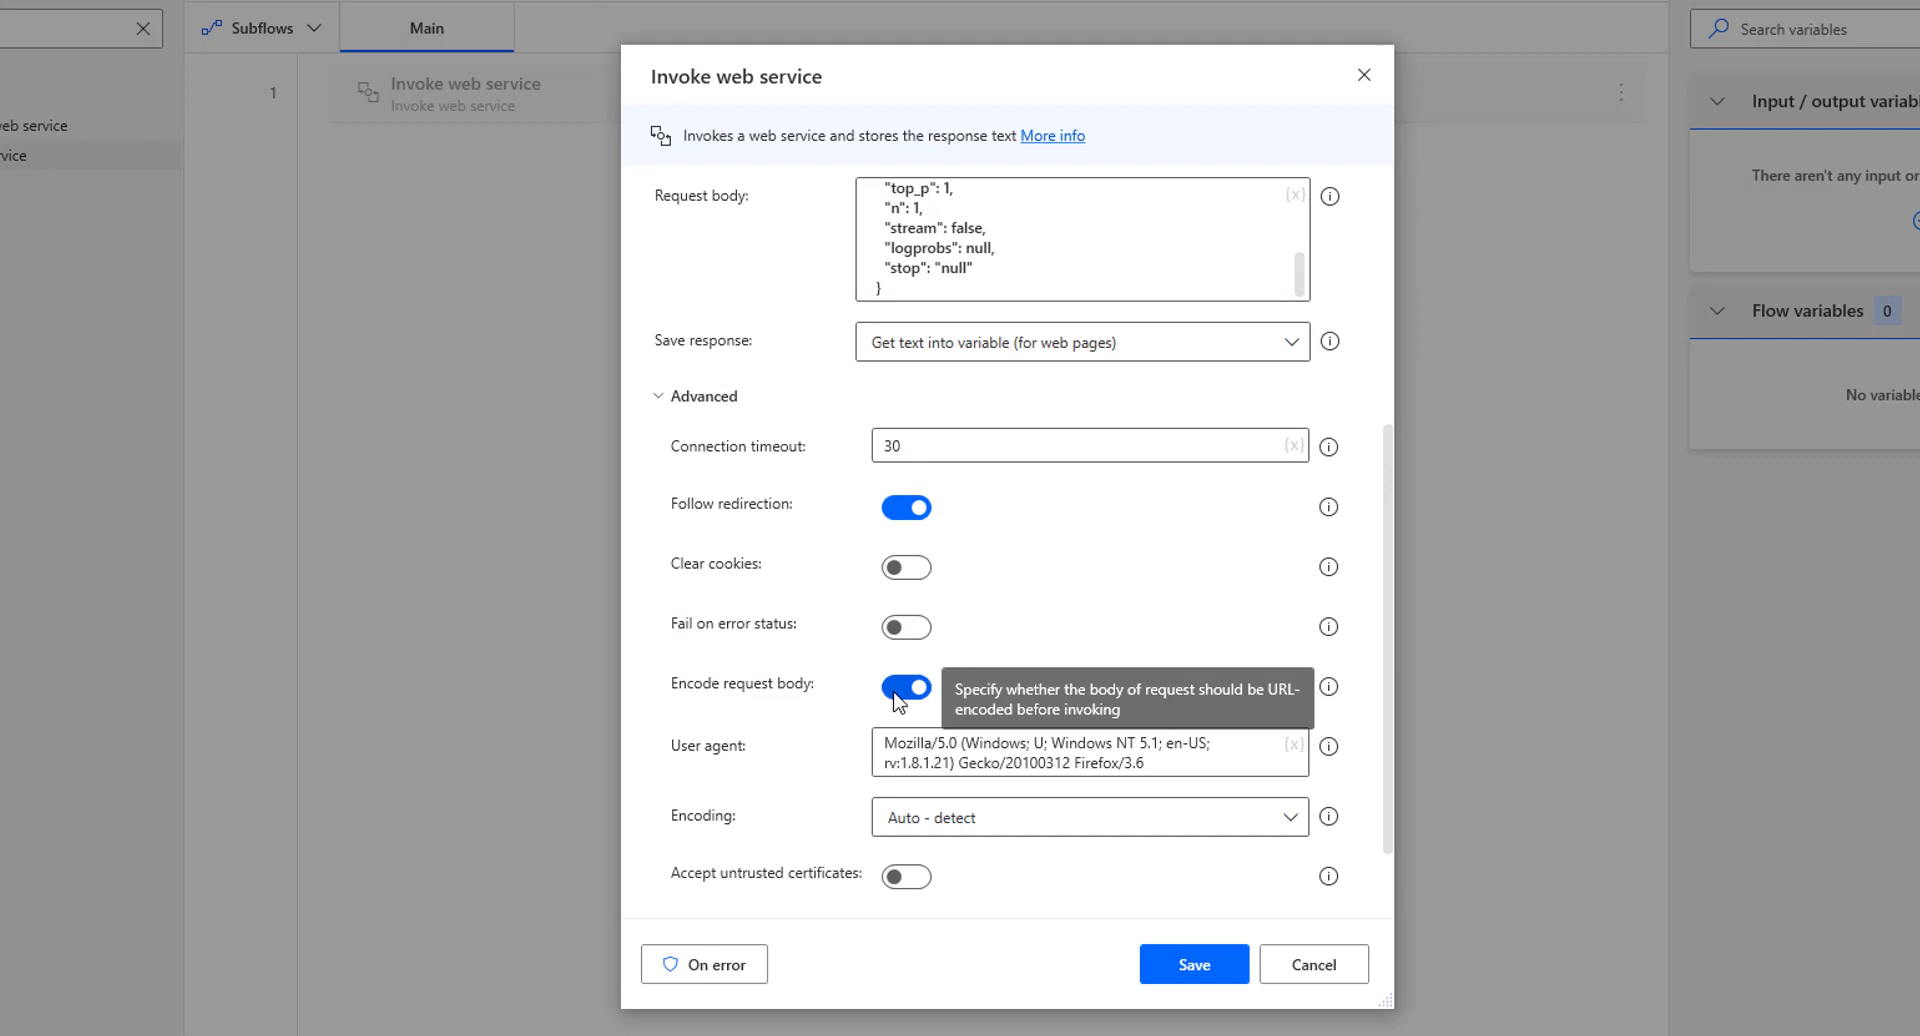 Subflows
Main
Search variables
1
Invoke web service
Invoke web service
eb service
vice
Invoke web service
Invokes a web service and stores the response text More info
Request body:
"top_p": 1,
"n": 1,
"stream": false,
"logprobs": null,
"stop": "null"
}
{x}
Save response:
Get text into variable (for web pages)
Advanced
Connection timeout:
30
{x}
Follow redirection:
Clear cookies:
Fail on error status:
Encode request body:
Specify whether the body of request should be URL-
encoded before invoking
User agent:
Mozilla/5.0 (Windows; U; Windows NT 5.1; en-US;
rv:1.8.1.21) Gecko/20100312 Firefox/3.6
{x}
Encoding:
Auto - detect
Accept untrusted certificates:
On error
Save
Cancel
Input / output variabl
There aren't any input or
Flow variables 0
No variable